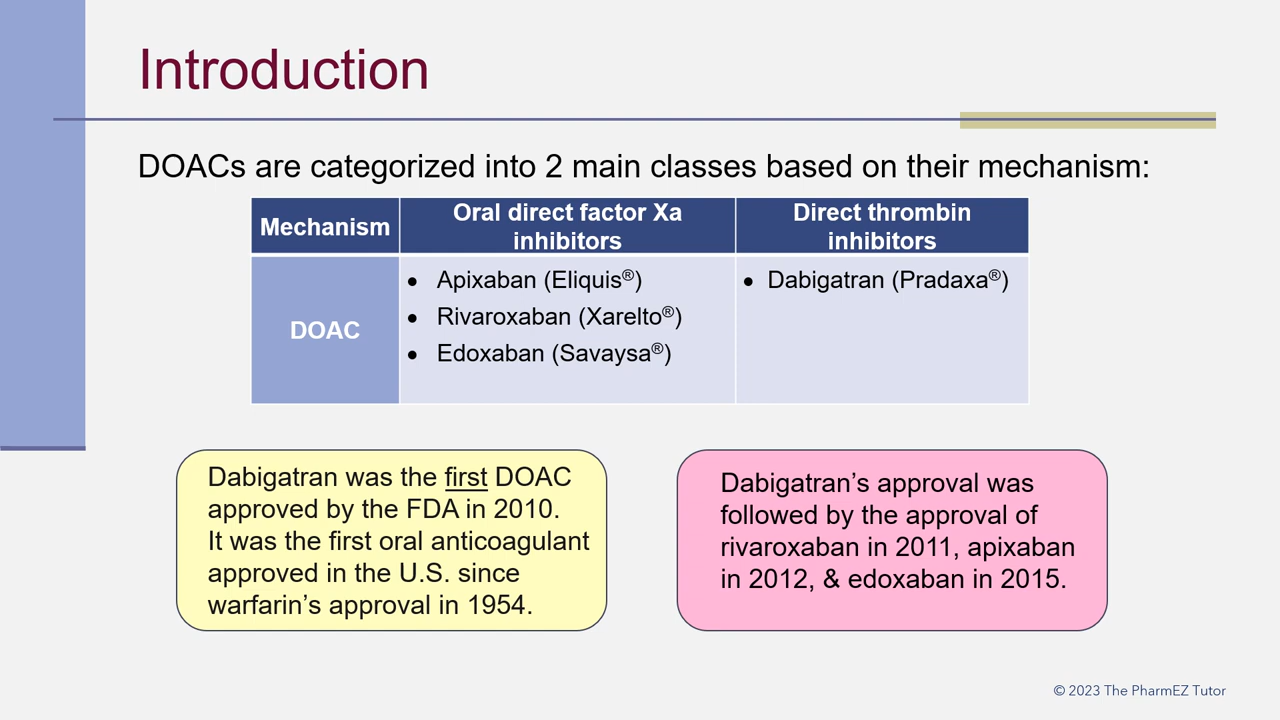 Introduction
DOACs are categorized into 2 main classes based on their mechanism:
Mechanism
Oral direct factor Xa
inhibitors
Direct thrombin
inhibitors
DOAC
• Apixaban (Eliquis®)
• Rivaroxaban (Xarelto®)
• Edoxaban (Savaysa®)
• Dabigatran (Pradaxa®)
Dabigatran was the first DOAC
approved by the FDA in 2010.
It was the first oral anticoagulant
approved in the U.S. since
warfarin’s approval in 1954.
Dabigatran’s approval was
followed by the approval of
rivaroxaban in 2011, apixaban
in 2012, & edoxaban in 2015.
© 2023 The PharmEZ Tutor